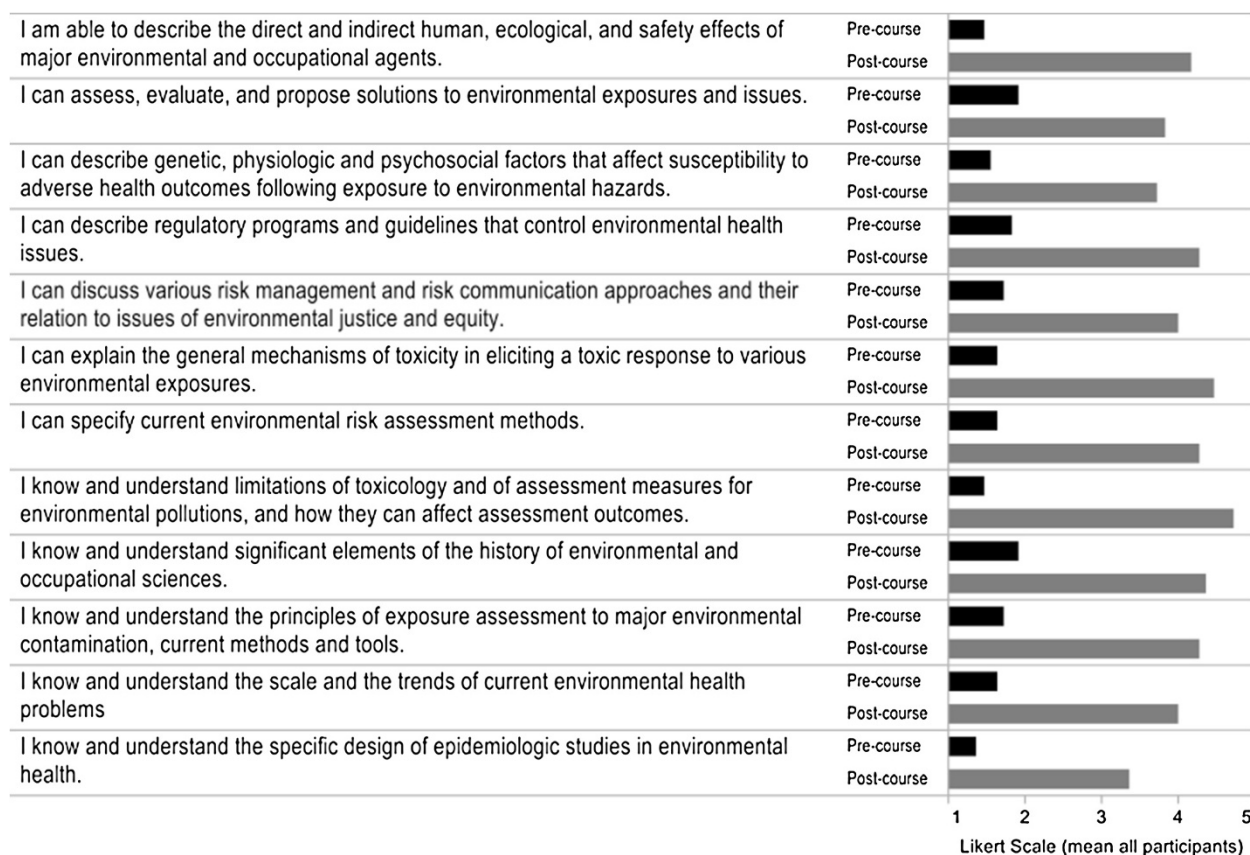 I am able to describe the direct and indirect human, ecological, and safety effects of
major environmental and occupational agents.
Pre-course
Post-course
I can assess, evaluate, and propose solutions to environmental exposures and issues.
Pre-course
Post-course
I can describe genetic, physiologic and psychosocial factors that affect susceptibility to
adverse health outcomes following exposure to environmental hazards.
Pre-course
Post-course
I can describe regulatory programs and guidelines that control environmental health
issues.
Pre-course
Post-course
I can discuss various risk management and risk communication approaches and their
relation to issues of environmental justice and equity.
Pre-course
Post-course
I can explain the general mechanisms of toxicity in eliciting a toxic response to various
environmental exposures.
Pre-course
Post-course
I can specify current environmental risk assessment methods.
Pre-course
Post-course
I know and understand limitations of toxicology and of assessment measures for
environmental pollutions, and how they can affect assessment outcomes.
Pre-course
Post-course
I know and understand significant elements of the history of environmental and
occupational sciences.
Pre-course
Post-course
I know and understand the principles of exposure assessment to major environmental
contamination, current methods and tools.
Pre-course
Post-course
I know and understand the scale and the trends of current environmental health
problems
Pre-course
Post-course
I know and understand the specific design of epidemiologic studies in environmental
health.
Pre-course
Post-course
1 2 3 4 5
Likert Scale (mean all participants)